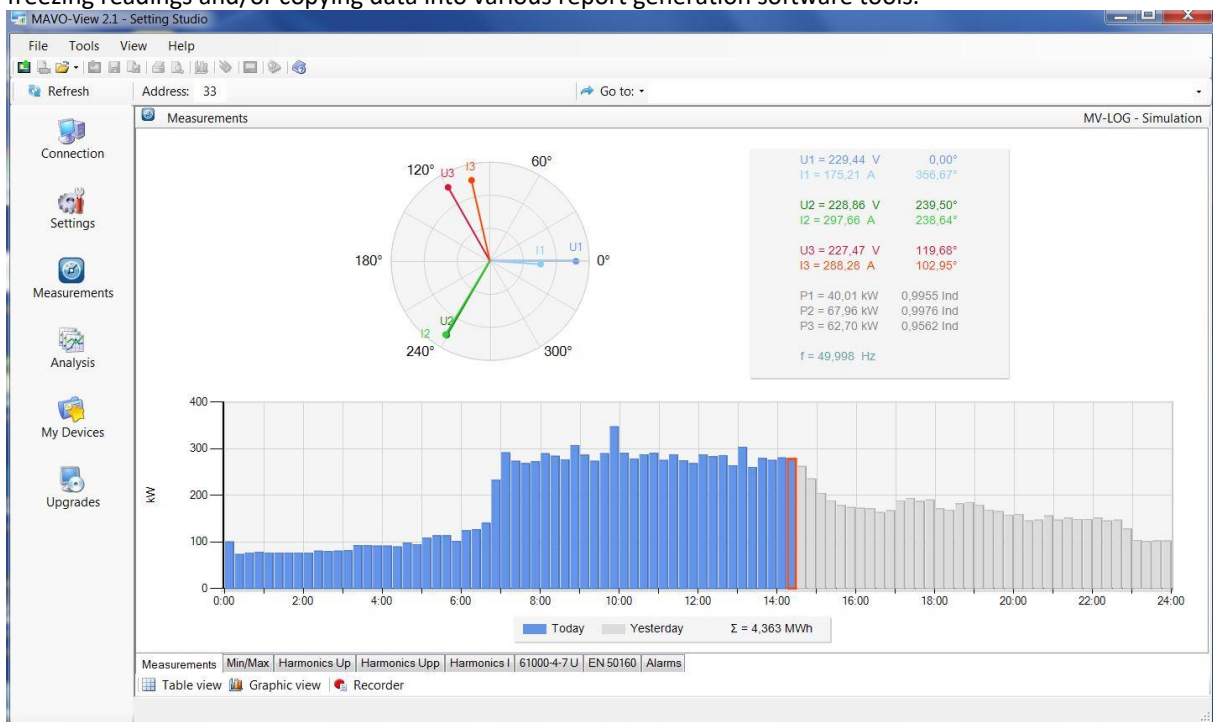 freezing readings and/or copying data into various report generation software tools.
MAVO-View 2.1 - Setting Studio
File Tools View Help
Refresh Address: 33 Go to:
Measurements MV-LOG - Simulation
Connection
Settings
Measurements
Analysis
My Devices
Upgrades
120° U3 I3 60°
180° I1 U1 0°
U2
I2
240° 300°
U1 = 229,44 V 0,00°
I1 = 175,21 A 356,67°
U2 = 228,86 V 239,50°
I2 = 297,66 A 238,64°
U3 = 227,47 V 119,68°
I3 = 288,28 A 102,95°
P1 = 40,01 kW 0,9955 Ind
P2 = 67,96 kW 0,9976 Ind
P3 = 62,70 kW 0,9562 Ind
f = 49,998 Hz
400
300
200
100
0
kW
0:00 2:00 4:00 6:00 8:00 10:00 12:00 14:00 16:00 18:00 20:00 22:00 24:00
Today Yesterday Σ = 4,363 MWh
Measurements Min/Max Harmonics Up Harmonics Upp Harmonics I 61000-4-7 U EN 50160 Alarms
Table view Graphic view Recorder